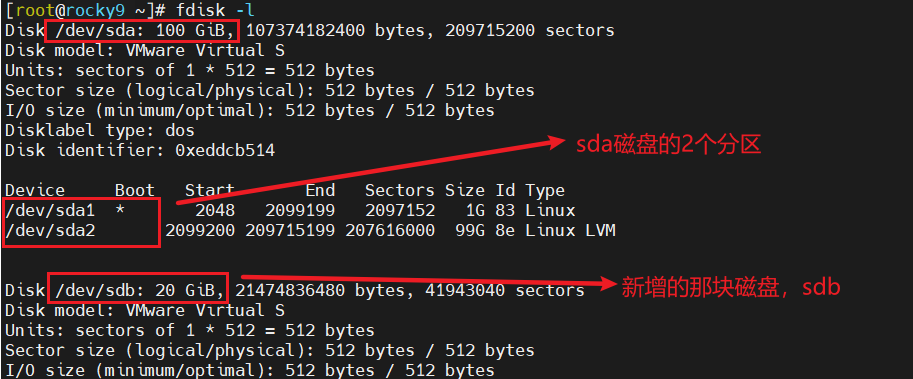 [root@rocky9 ~]# fdisk -l
Disk /dev/sda: 100 GiB, 107374182400 bytes, 209715200 sectors
Disk model: VMware Virtual S
Units: sectors of 1 * 512 = 512 bytes
Sector size (logical/physical): 512 bytes / 512 bytes
I/O size (minimum/optimal): 512 bytes / 512 bytes
Disklabel type: dos
Disk identifier: 0xeddcb514
sda磁盘的2个分区
Device     Boot   Start       End   Sectors Size Id Type
/dev/sda1  *       2048   2099199   2097152   1G 83 Linux
/dev/sda2       2099200 209715199 207616000  99G 8e Linux LVM
Disk /dev/sdb: 20 GiB, 21474836480 bytes, 41943040 sectors
新增的那块磁盘，sdb
Disk model: VMware Virtual S
Units: sectors of 1 * 512 = 512 bytes
Sector size (logical/physical): 512 bytes / 512 bytes
I/O size (minimum/optimal): 512 bytes / 512 bytes